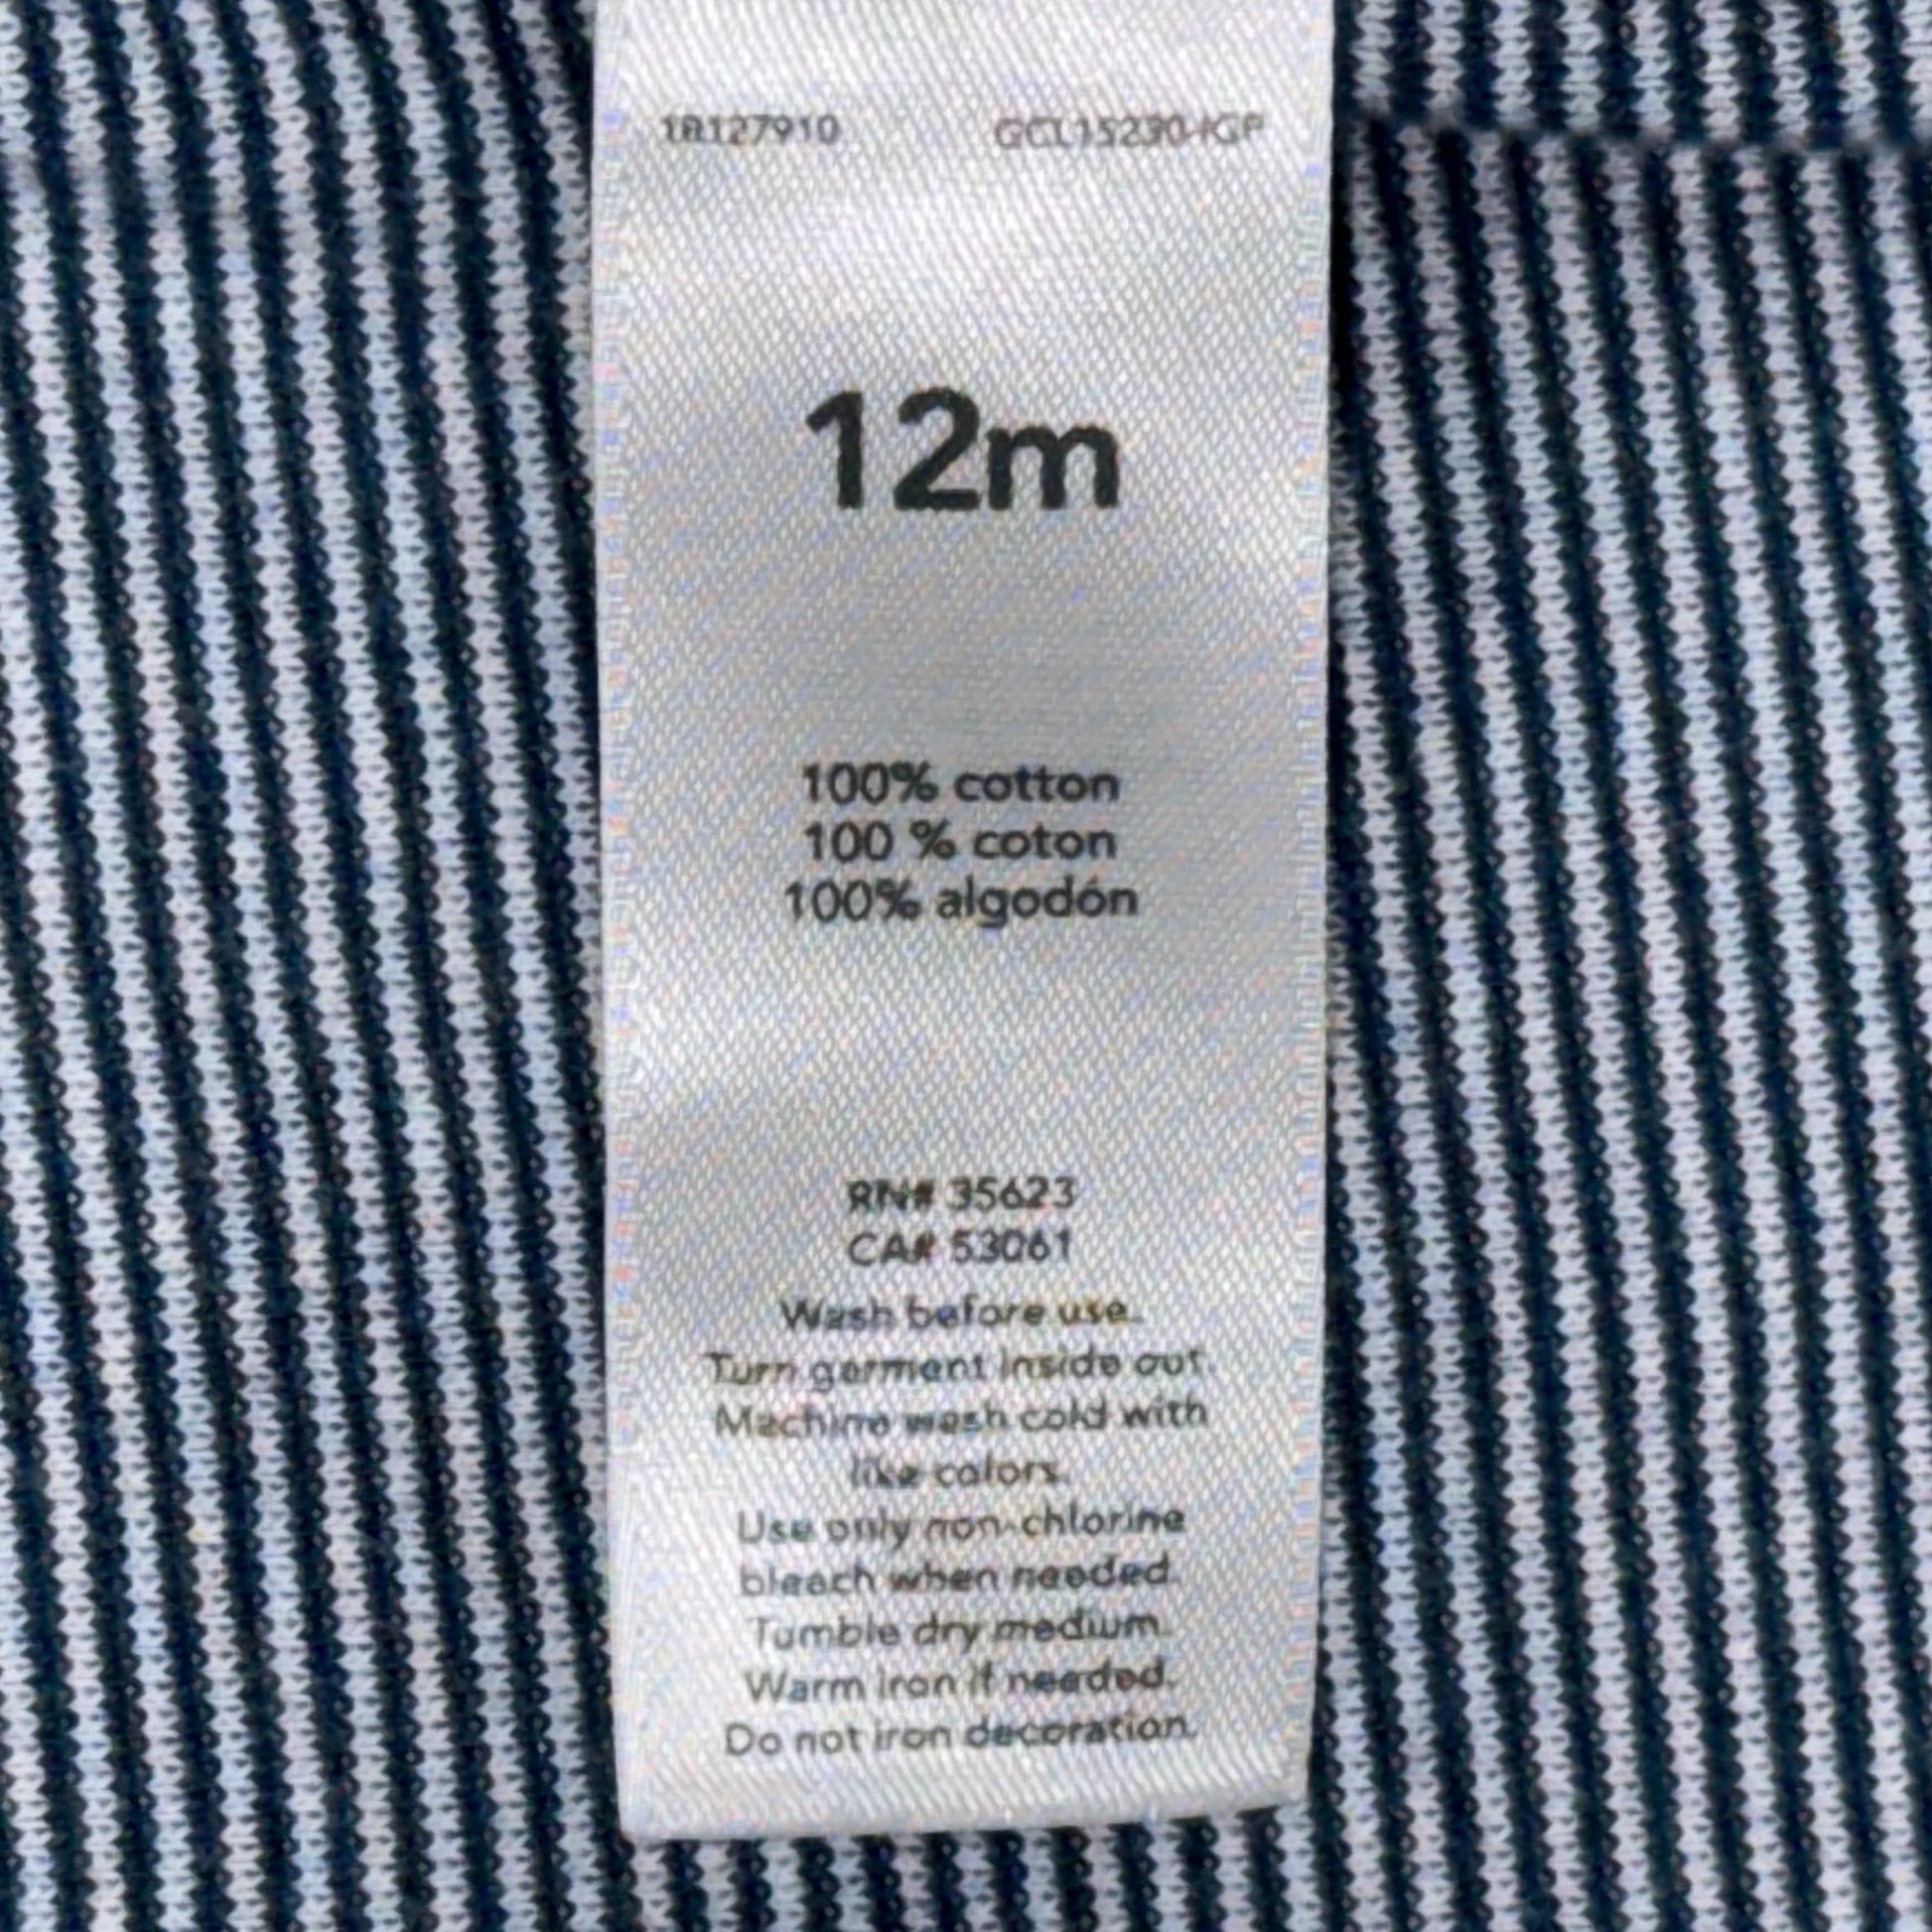 1R127910 GCL15230-IGP
12m
100% cotton
100 % coton
100% algodón
RN# 35623
CA# 53061
Wash before use.
Turn garment inside out.
Machine wash cold with
like colors.
Use only non-chlorine
bleach when needed.
Tumble dry medium.
Warm iron if needed.
Do not iron decoration.